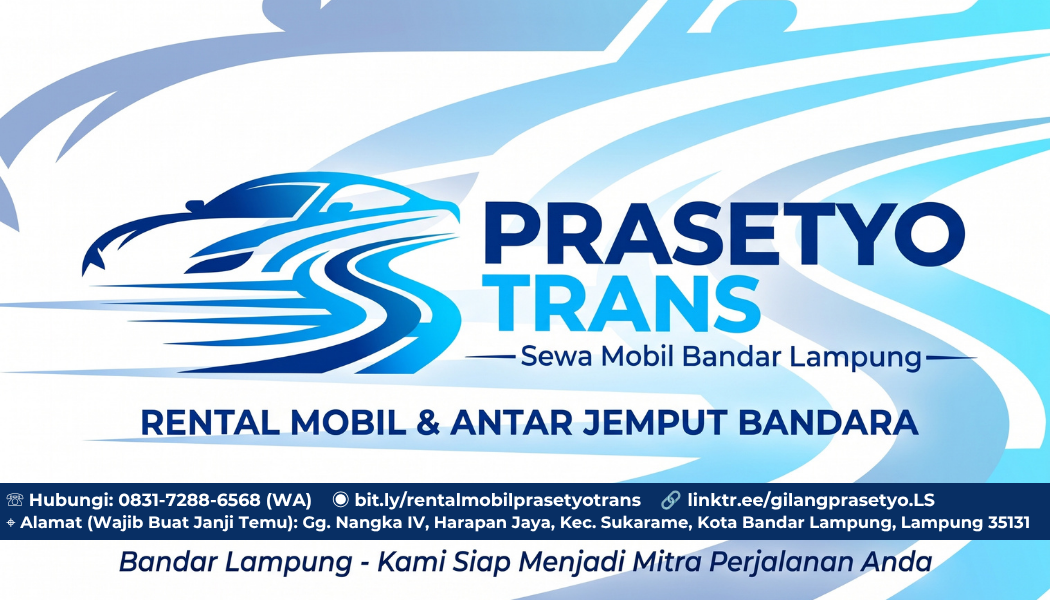 PRASETYO
TRANS
Sewa Mobil Bandar Lampung
RENTAL MOBIL & ANTAR JEMPUT BANDARA
☏ Hubungi: 0831-7288-6568 (WA) ◉ bit.ly/rentalmobilprasetyotrans 🔗 linktr.ee/gilangprasetyo.LS
⌖ Alamat (Wajib Buat Janji Temu): Gg. Nangka IV, Harapan Jaya, Kec. Sukarame, Kota Bandar Lampung, Lampung 35131
Bandar Lampung - Kami Siap Menjadi Mitra Perjalanan Anda